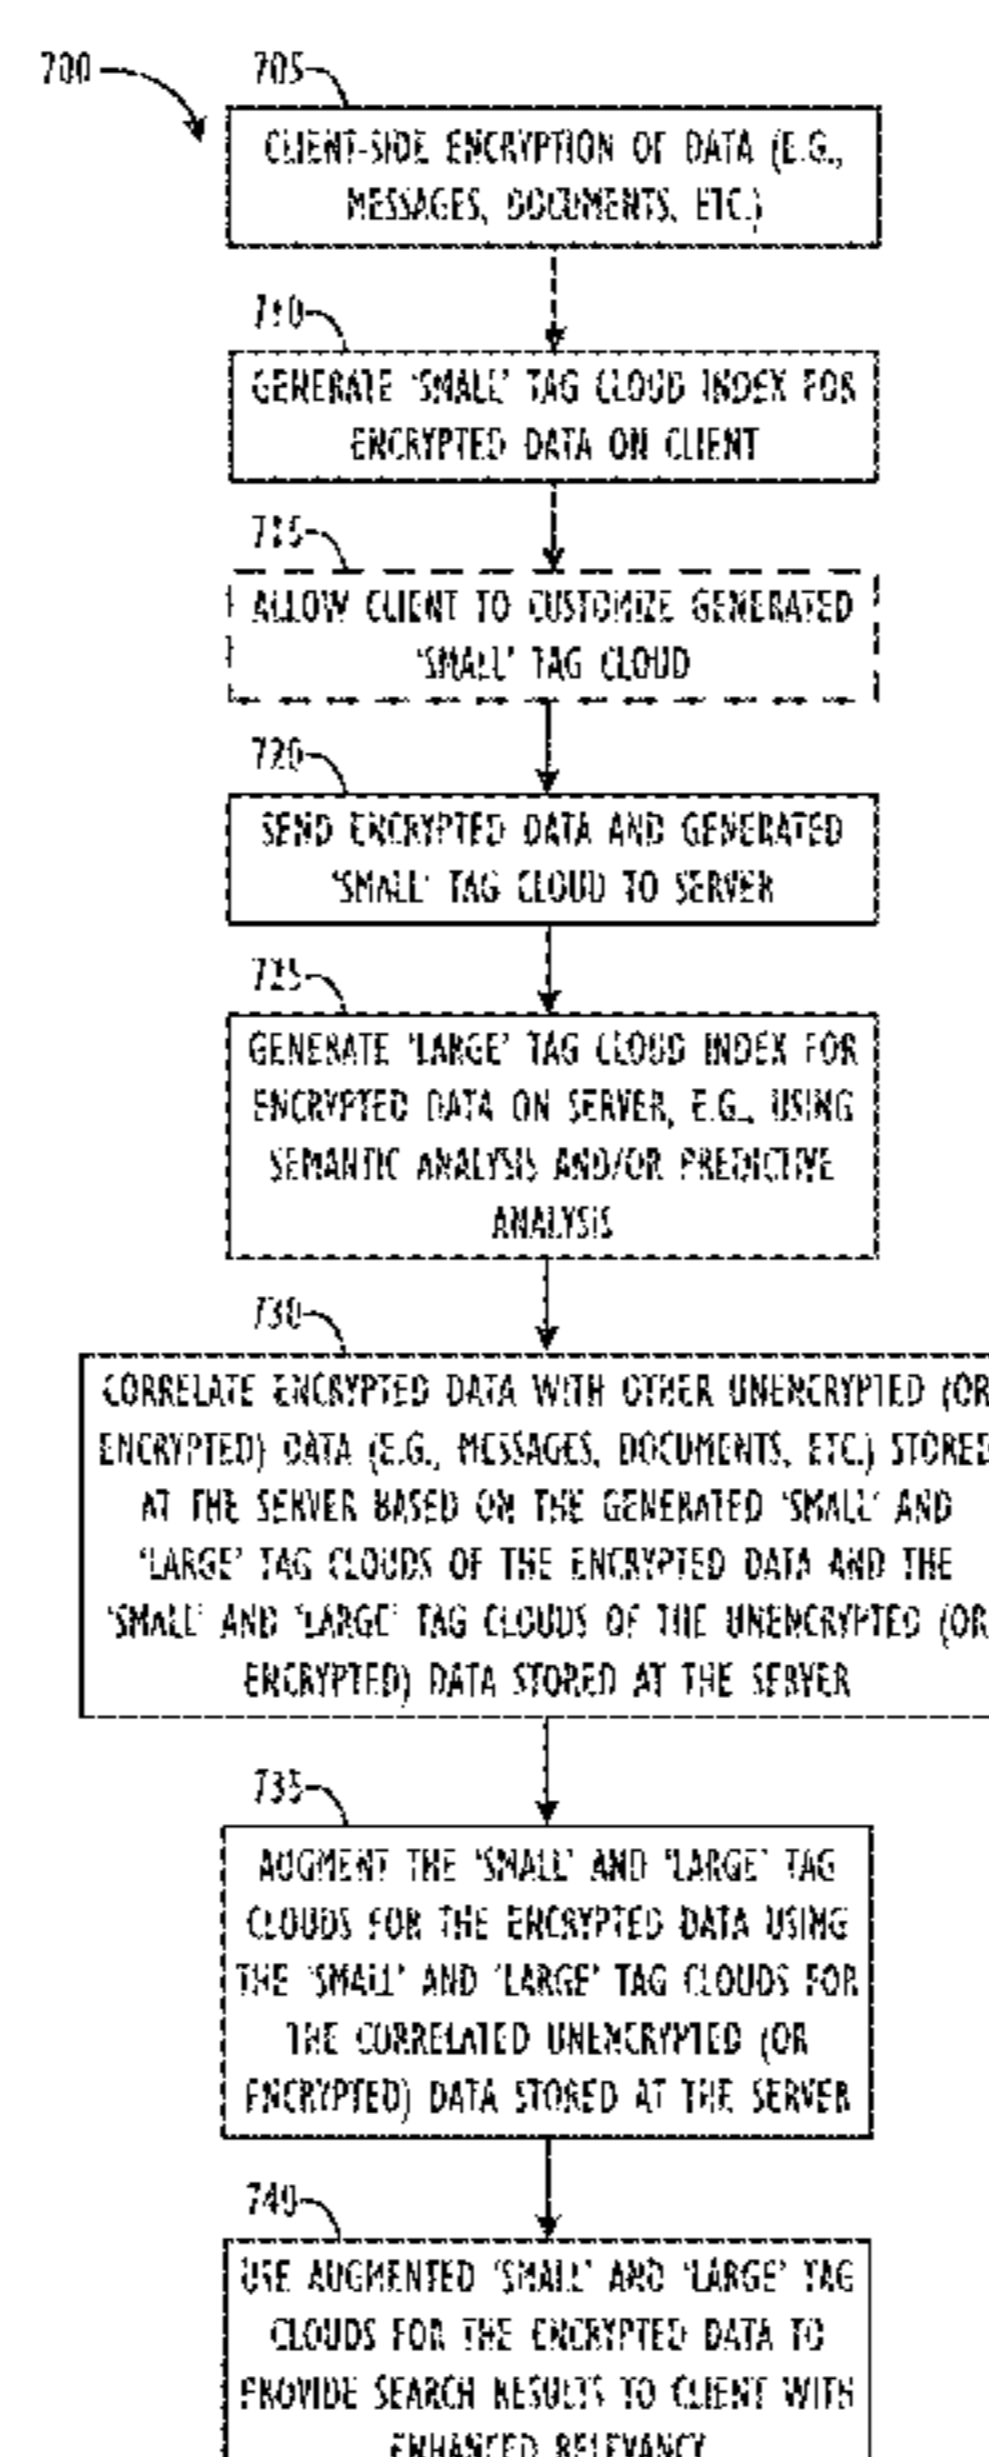 700
705
CLIENT-SIDE ENCRYPTION OF DATA (E.G.,
MESSAGES, DOCUMENTS, ETC.)
710
GENERATE 'SMALL' TAG CLOUD INDEX FOR
ENCRYPTED DATA ON CLIENT
715
ALLOW CLIENT TO CUSTOMIZE GENERATED
'SMALL' TAG CLOUD
720
SEND ENCRYPTED DATA AND GENERATED
'SMALL' TAG CLOUD TO SERVER
725
GENERATE 'LARGE' TAG CLOUD INDEX FOR
ENCRYPTED DATA ON SERVER, E.G., USING
SEMANTIC ANALYSIS AND/OR PREDICTIVE
ANALYSIS
730
CORRELATE ENCRYPTED DATA WITH OTHER UNENCRYPTED (OR
ENCRYPTED) DATA (E.G., MESSAGES, DOCUMENTS, ETC.) STORED
AT THE SERVER BASED ON THE GENERATED 'SMALL' AND
'LARGE' TAG CLOUDS OF THE ENCRYPTED DATA AND THE
'SMALL' AND 'LARGE' TAG CLOUDS OF THE UNENCRYPTED (OR
ENCRYPTED) DATA STORED AT THE SERVER
735
AUGMENT THE 'SMALL' AND 'LARGE' TAG
CLOUDS FOR THE ENCRYPTED DATA USING
THE 'SMALL' AND 'LARGE' TAG CLOUDS FOR
THE CORRELATED UNENCRYPTED (OR
ENCRYPTED) DATA STORED AT THE SERVER
740
USE AUGMENTED 'SMALL' AND 'LARGE' TAG
CLOUDS FOR THE ENCRYPTED DATA TO
PROVIDE SEARCH RESULTS TO CLIENT WITH
ENHANCED RELEVANCY